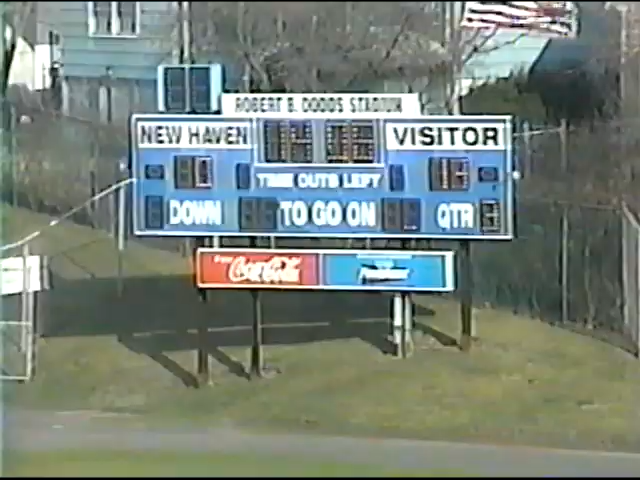 ROBERT B. DODDS STADIUM
NEW HAVEN
VISITOR
TIME OUTS LEFT
DOWN TO GO ON QTR
Coca-Cola